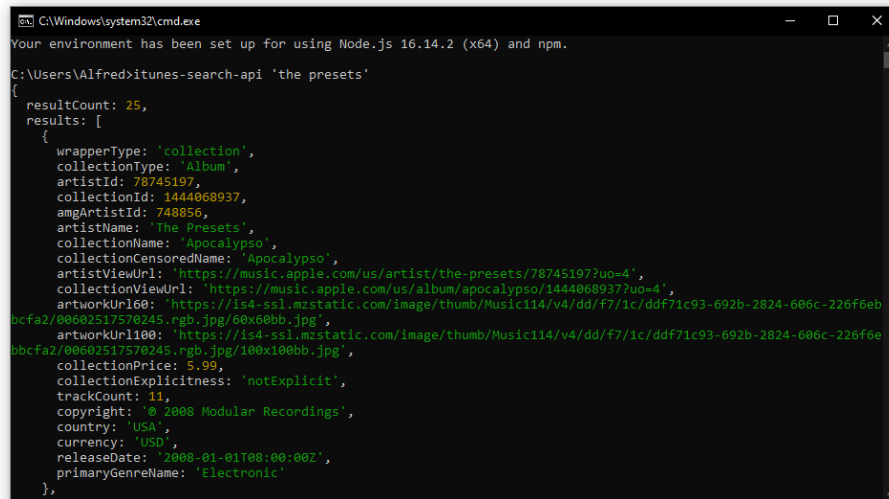 C:\Windows\system32\cmd.exe
Your environment has been set up for using Node.js 16.14.2 (x64) and npm.
C:\Users\Alfred>itunes-search-api 'the presets'
{
  resultCount: 25,
  results: [
    {
      wrapperType: 'collection',
      collectionType: 'Album',
      artistId: 78745197,
      collectionId: 1444068937,
      amgArtistId: 748856,
      artistName: 'The Presets',
      collectionName: 'Apocalypso',
      collectionCensoredName: 'Apocalypso',
      artistViewUrl: 'https://music.apple.com/us/artist/the-presets/78745197?uo=4',
      collectionViewUrl: 'https://music.apple.com/us/album/apocalypso/1444068937?uo=4',
      artworkUrl60: 'https://is4-ssl.mzstatic.com/image/thumb/Music114/v4/dd/f7/1c/ddf71c93-692b-2824-606c-226f6eb
bcfa2/00602517570245.rgb.jpg/60x60bb.jpg',
      artworkUrl100: 'https://is4-ssl.mzstatic.com/image/thumb/Music114/v4/dd/f7/1c/ddf71c93-692b-2824-606c-226f6e
bbcfa2/00602517570245.rgb.jpg/100x100bb.jpg',
      collectionPrice: 5.99,
      collectionExplicitness: 'notExplicit',
      trackCount: 11,
      copyright: '℗ 2008 Modular Recordings',
      country: 'USA',
      currency: 'USD',
      releaseDate: '2008-01-01T08:00:00Z',
      primaryGenreName: 'Electronic'
    },